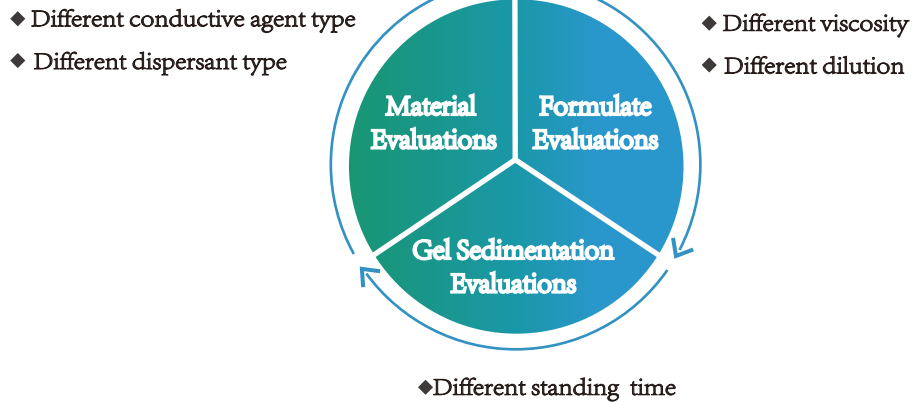 ◆ Different conductive agent type
◆ Different dispersant type
◆ Different viscosity
◆ Different dilution
Material
Evaluations
Formulate
Evaluations
Gel Sedimentation
Evaluations
◆Different standing time